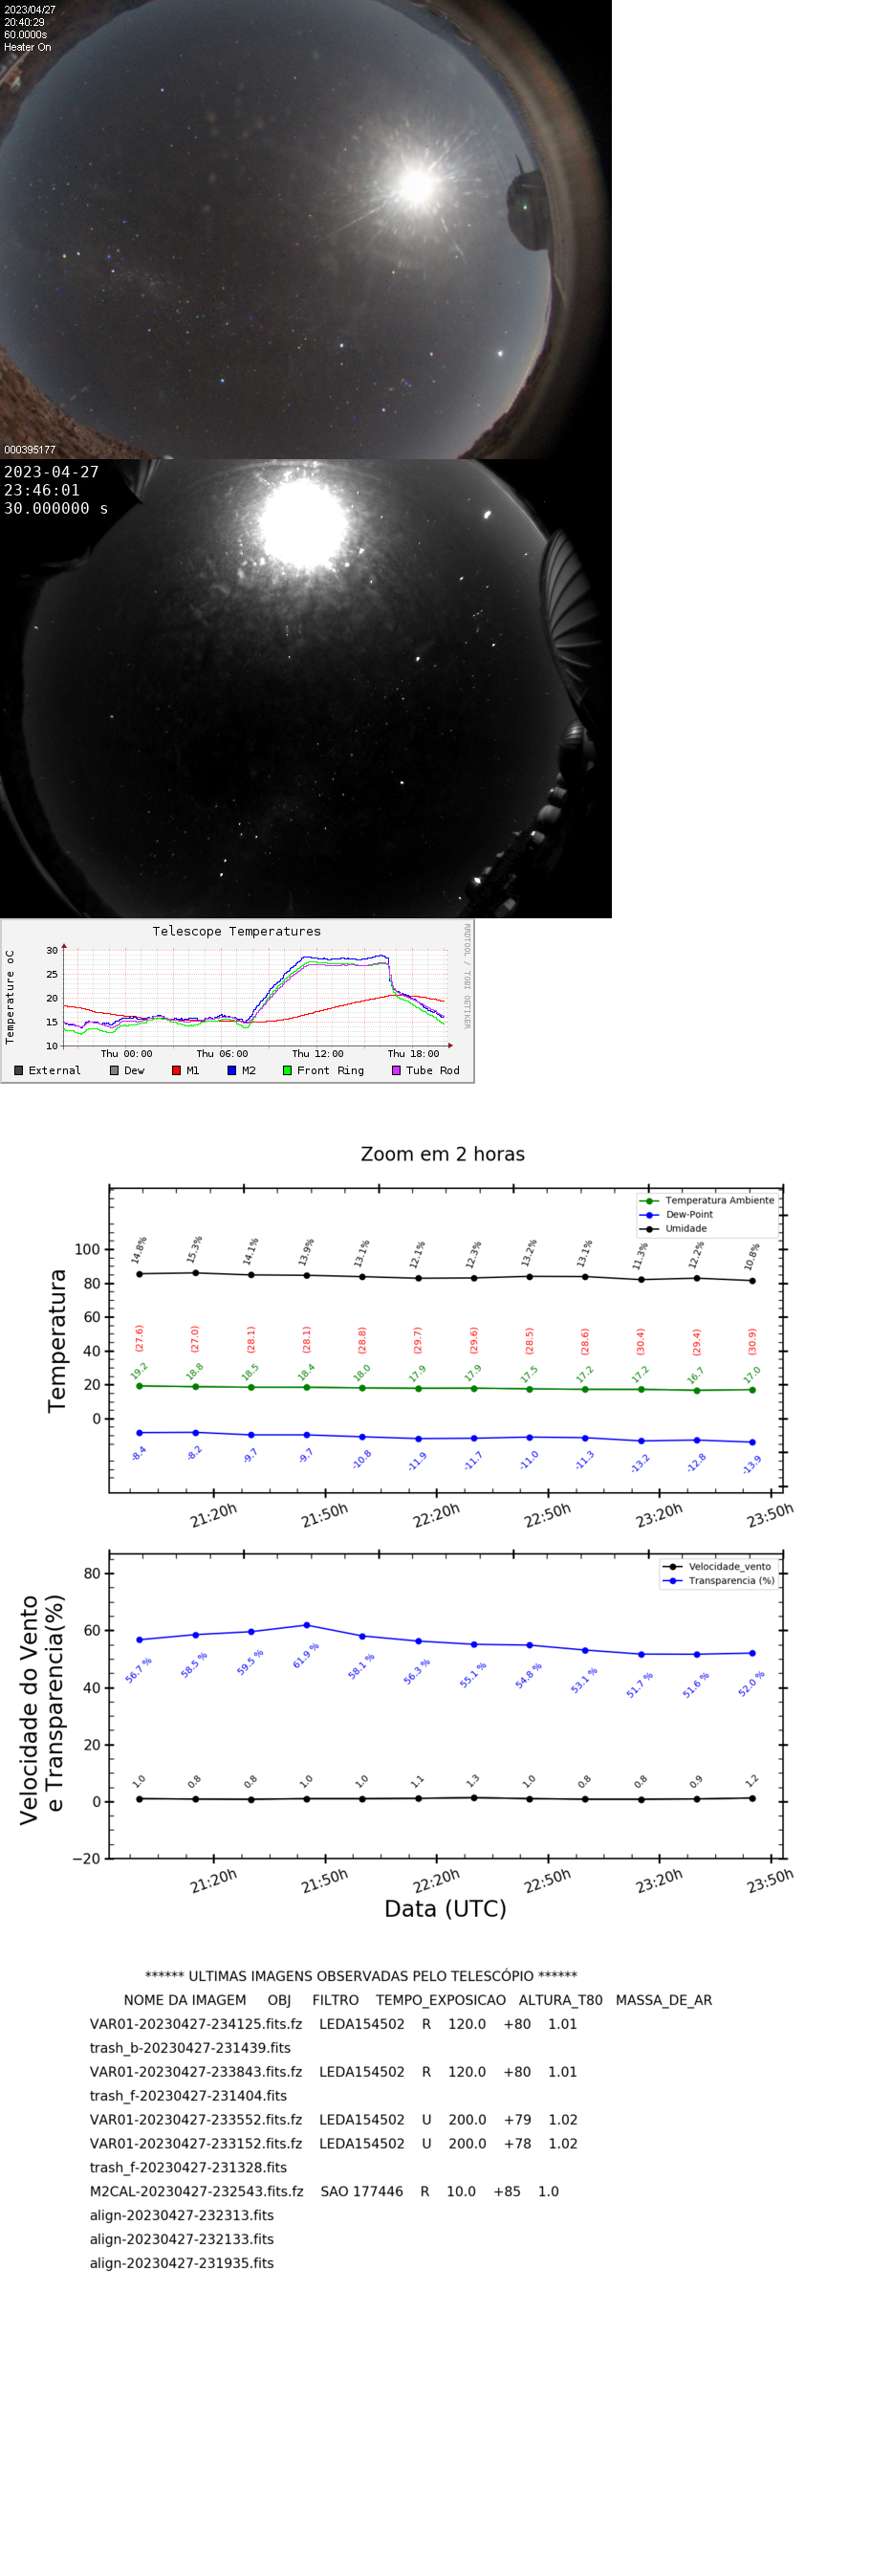 2023/04/27
20:40:29
60.0000s
Heater On
000395177
2023-04-27
23:46:01
30.000000 s
Telescope Temperatures
Temperature oC
30
25
20
15
10
Thu 00:00 Thu 06:00 Thu 12:00 Thu 18:00
External Dew M1 M2 Front Ring Tube Rod
RRDTOOL / TOBI OETIKER
Zoom em 2 horas
Temperatura Ambiente
Dew-Point
Umidade
Temperatura
100
80
60
40
20
0
14.8% 15.3% 14.1% 13.9% 13.1% 12.1% 12.3% 13.2% 13.1% 11.3% 12.2% 10.8%
(27.6) (27.0) (28.1) (28.1) (28.8) (29.7) (29.6) (28.5) (28.6) (30.4) (29.4) (30.9)
19.2 18.8 18.5 18.4 18.0 17.9 17.9 17.5 17.2 17.2 16.7 17.0
-8.4 -8.2 -9.7 -9.7 -10.8 -11.9 -11.7 -11.0 -11.3 -13.2 -12.8 -13.9
21:20h 21:50h 22:20h 22:50h 23:20h 23:50h
Velocidade_vento
Transparencia (%)
Velocidade do Vento
e Transparencia(%)
80
60
40
20
0
−20
56.7 % 58.5 % 59.5 % 61.9 % 58.1 % 56.3 % 55.1 % 54.8 % 53.1 % 51.7 % 51.6 % 52.0 %
1.0 0.8 0.8 1.0 1.0 1.1 1.3 1.0 0.8 0.8 0.9 1.2
21:20h 21:50h 22:20h 22:50h 23:20h 23:50h
Data (UTC)
****** ULTIMAS IMAGENS OBSERVADAS PELO TELESCÓPIO ******
NOME DA IMAGEM OBJ FILTRO TEMPO_EXPOSICAO ALTURA_T80 MASSA_DE_AR
VAR01-20230427-234125.fits.fz LEDA154502 R 120.0 +80 1.01
trash_b-20230427-231439.fits
VAR01-20230427-233843.fits.fz LEDA154502 R 120.0 +80 1.01
trash_f-20230427-231404.fits
VAR01-20230427-233552.fits.fz LEDA154502 U 200.0 +79 1.02
VAR01-20230427-233152.fits.fz LEDA154502 U 200.0 +78 1.02
trash_f-20230427-231328.fits
M2CAL-20230427-232543.fits.fz SAO 177446 R 10.0 +85 1.0
align-20230427-232313.fits
align-20230427-232133.fits
align-20230427-231935.fits